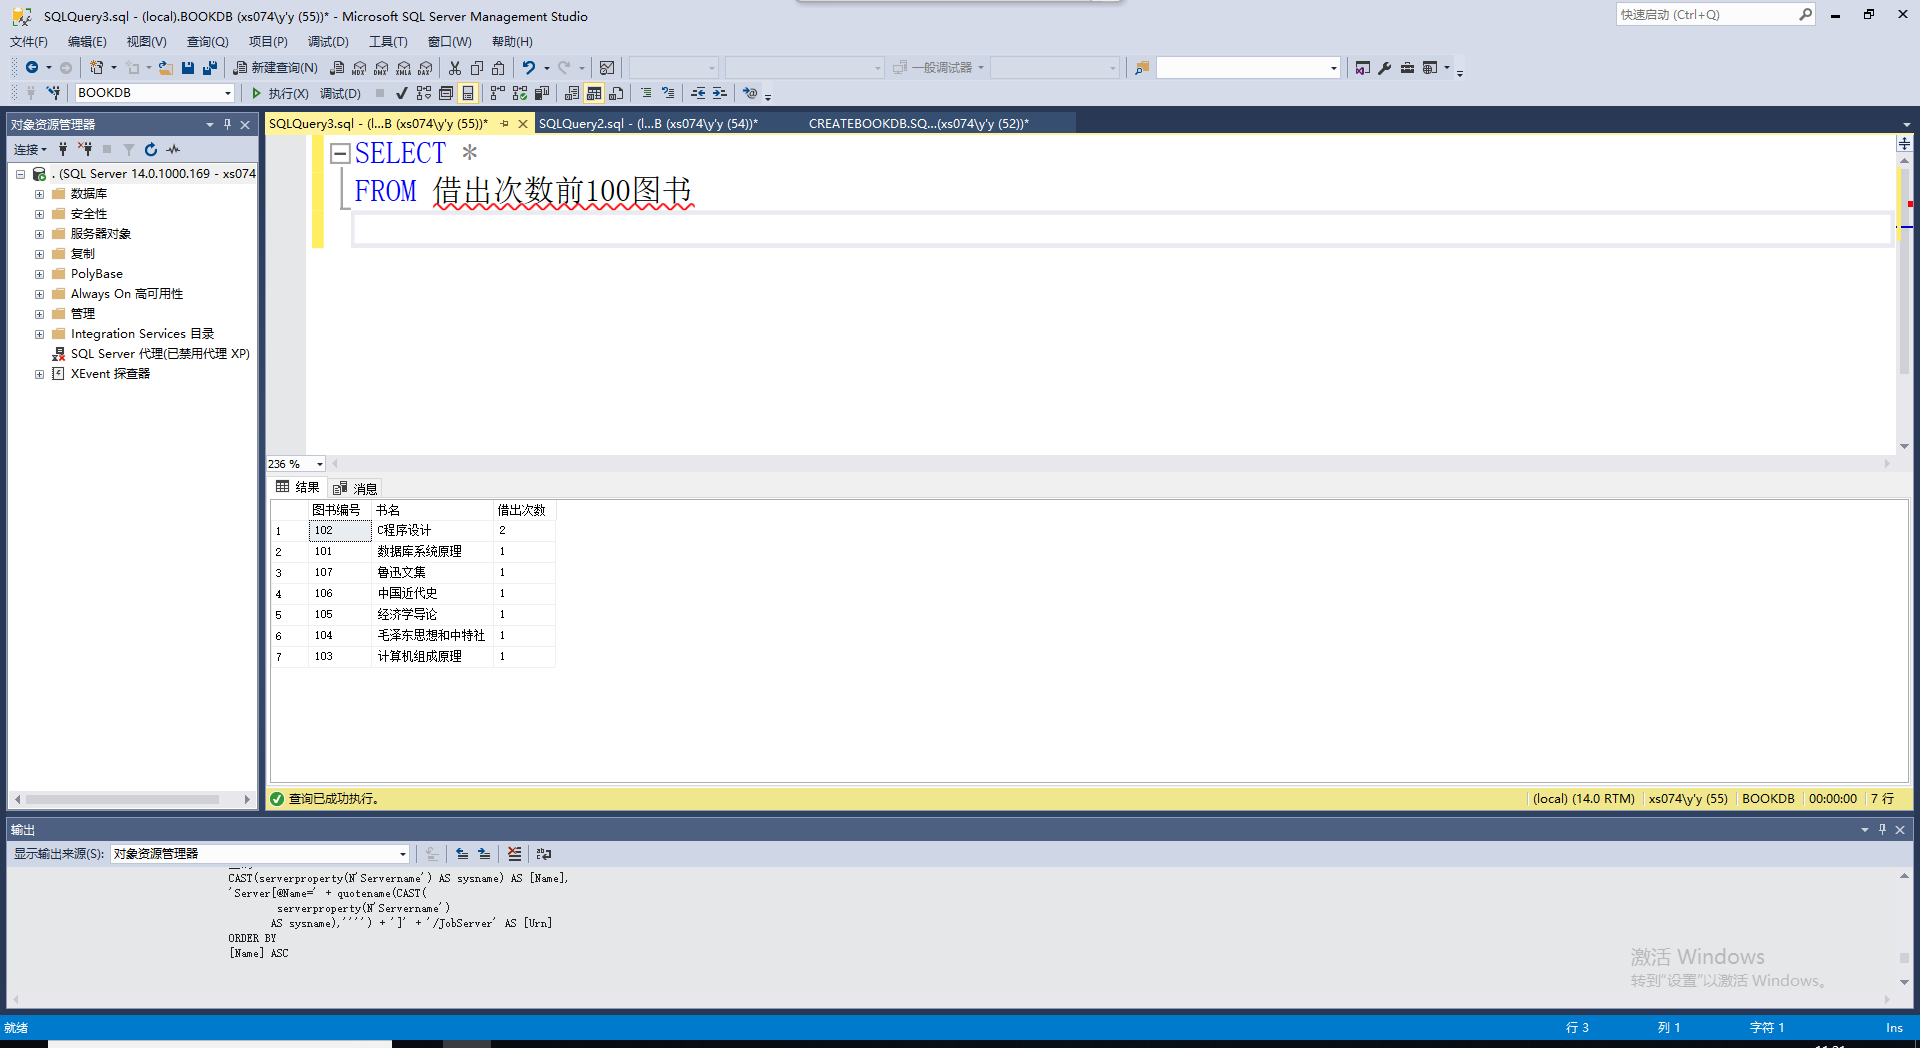 SQLQuery3.sql - (local).BOOKDB (xs074\y'y (55))* - Microsoft SQL Server Management Studio
快速启动 (Ctrl+Q)
文件(F) 编辑(E) 视图(V) 查询(Q) 项目(P) 调试(D) 工具(T) 窗口(W) 帮助(H)
新建查询(N) MDX DMX XMLA DAX 一般调试器
BOOKDB 执行(X) 调试(D)
对象资源管理器
SQLQuery3.sql - (l...B (xs074\y'y (55))* SQLQuery2.sql - (l...B (xs074\y'y (54))* CREATEBOOKDB.SQ...(xs074\y'y (52))*
连接
. (SQL Server 14.0.1000.169 - xs074
数据库
安全性
服务器对象
复制
PolyBase
Always On 高可用性
管理
Integration Services 目录
SQL Server 代理(已禁用代理 XP)
XEvent 探查器
SELECT *
FROM 借出次数前100图书
236 %
结果 消息
图书编号 书名 借出次数
1 102 C程序设计 2
2 101 数据库系统原理 1
3 107 鲁迅文集 1
4 106 中国近代史 1
5 105 经济学导论 1
6 104 毛泽东思想和中特社 1
7 103 计算机组成原理 1
查询已成功执行。 (local) (14.0 RTM) xs074\y'y (55) BOOKDB 00:00:00 7 行
输出
显示输出来源(S): 对象资源管理器
CAST(serverproperty(N'Servername') AS sysname) AS [Name],
'Server[@Name=' + quotename(CAST(
serverproperty(N'Servername')
AS sysname),'''') + ']' + '/JobServer' AS [Urn]
ORDER BY
[Name] ASC
激活 Windows
转到"设置"以激活 Windows。
就绪 行 3 列 1 字符 1 Ins